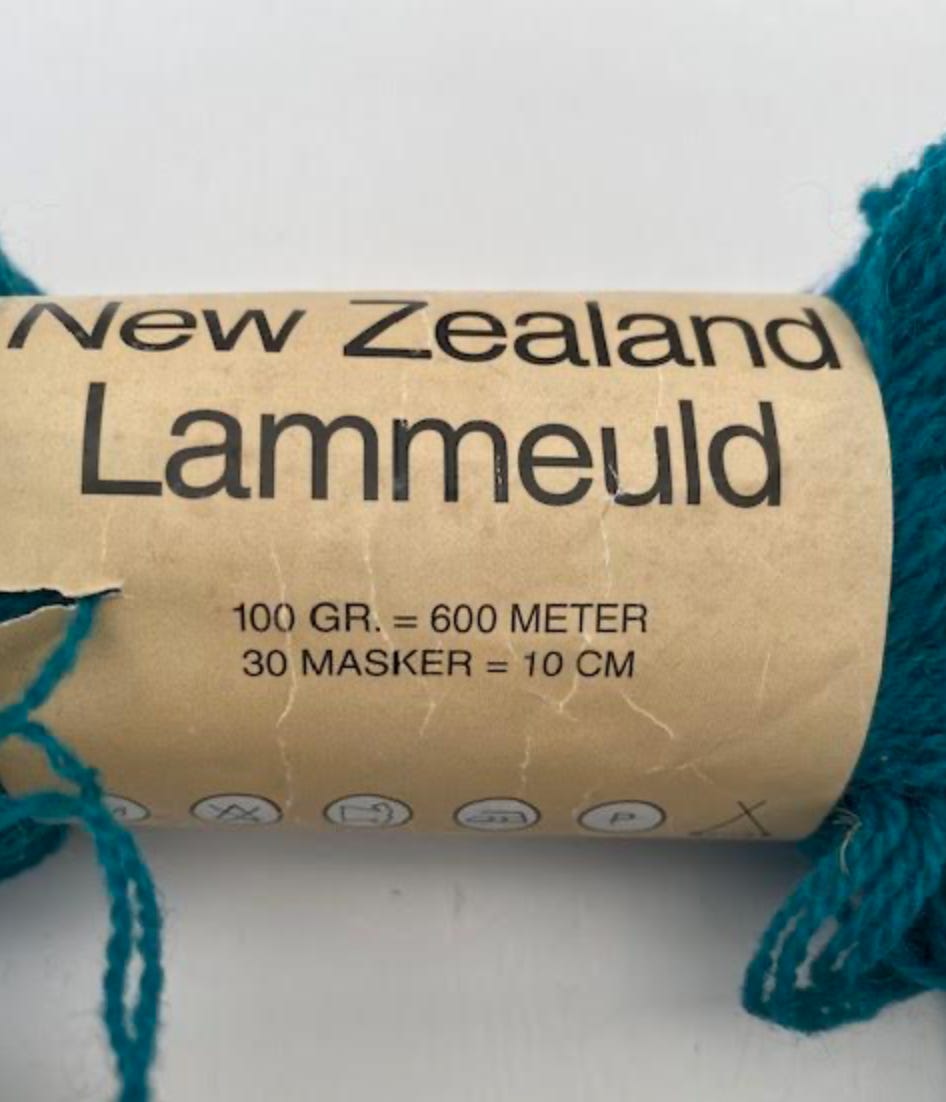 New Zealand
Lammeuld
100 GR. = 600 METER
30 MASKER = 10 CM
P